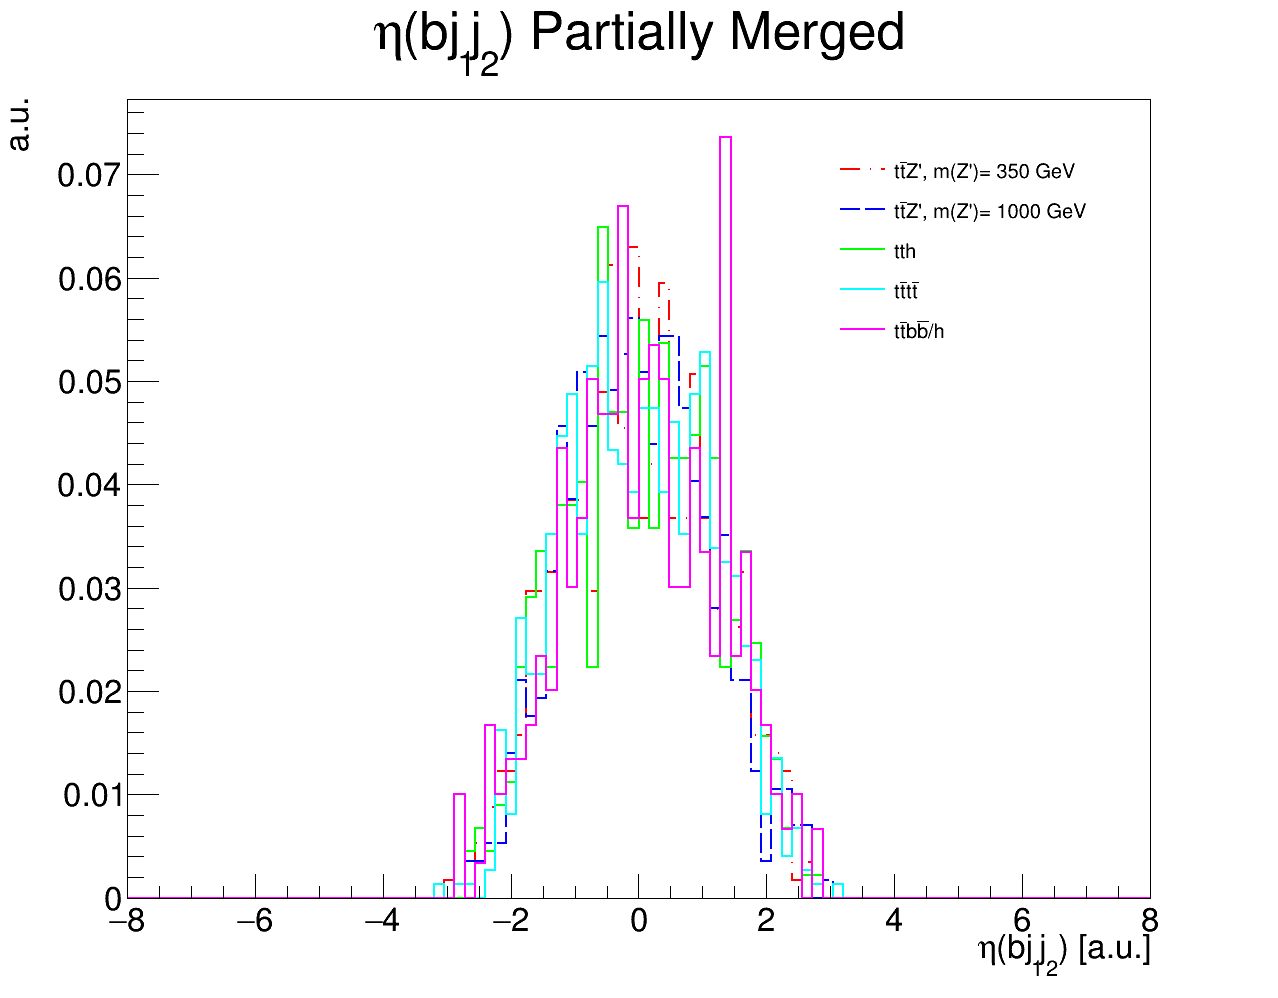 η(bj₁j₂) Partially Merged
a.u.
0.07
0.06
0.05
0.04
0.03
0.02
0.01
0
tt̄Z', m(Z')= 350 GeV
tt̄Z', m(Z')= 1000 GeV
tth
tt̄tt̄
tt̄bb̄/h
−8 −6 −4 −2 0 2 4 6 8
η(bj₁j₂) [a.u.]